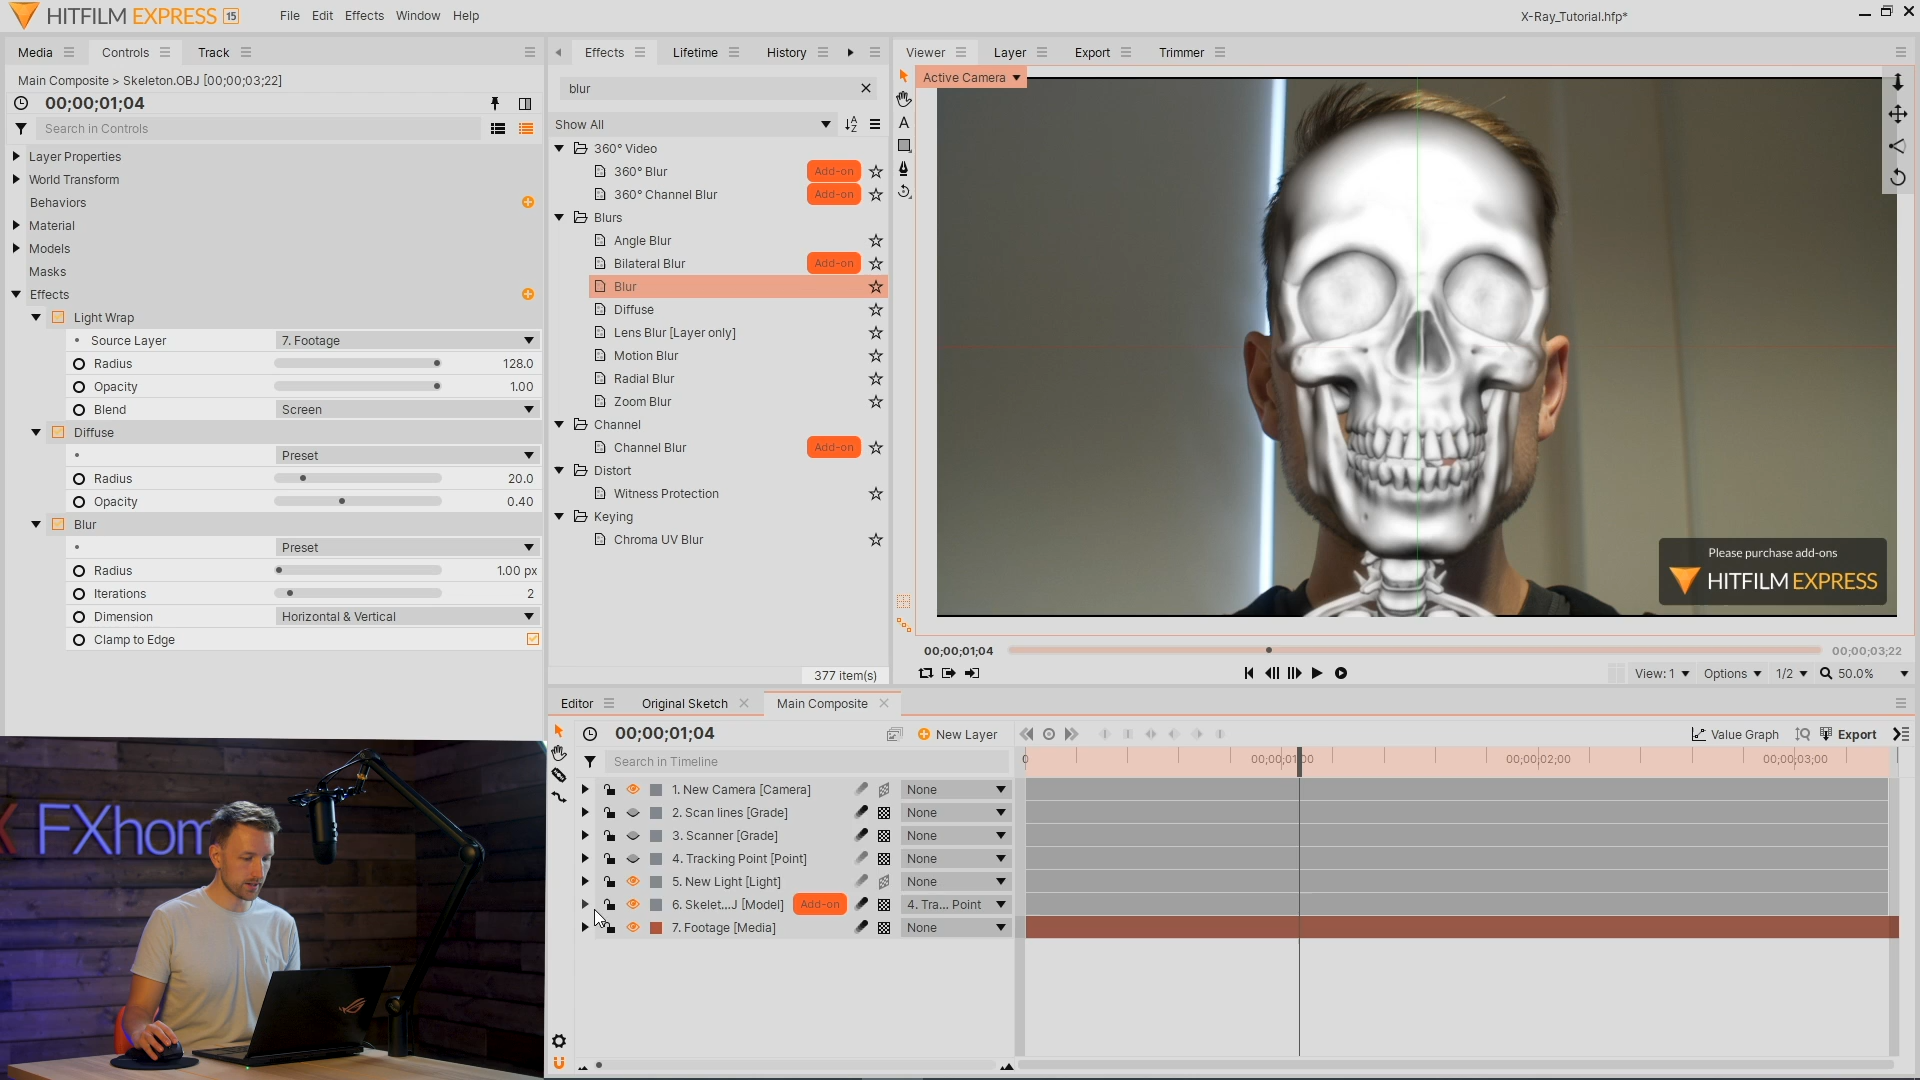 HITFILM EXPRESS 15
File Edit Effects Window Help
X-Ray_Tutorial.hfp*
Media Controls Track
Main Composite > Skeleton.OBJ [00;00;03;22]
00;00;01;04
Search in Controls
Layer Properties
World Transform
Behaviors
Material
Models
Masks
Effects
Light Wrap
Source Layer 7. Footage
Radius 128.0
Opacity 1.00
Blend Screen
Diffuse
Preset
Radius 20.0
Opacity 0.40
Blur
Preset
Radius 1.00 px
Iterations 2
Dimension Horizontal & Vertical
Clamp to Edge
Effects Lifetime History
blur
Show All
360° Video
360° Blur Add-on
360° Channel Blur Add-on
Blurs
Angle Blur
Bilateral Blur Add-on
Blur
Diffuse
Lens Blur [Layer only]
Motion Blur
Radial Blur
Zoom Blur
Channel
Channel Blur Add-on
Distort
Witness Protection
Keying
Chroma UV Blur
377 item(s)
Viewer Layer Export Trimmer
Active Camera
Please purchase add-ons
HITFILM EXPRESS
00;00;01;04 00;00;03;22
View: 1 Options 1/2 50.0%
Editor Original Sketch Main Composite
00;00;01;04 New Layer Value Graph Export
Search in Timeline
0 00;00;01;00 00;00;02;00 00;00;03;00
1. New Camera [Camera] None
2. Scan lines [Grade] None
3. Scanner [Grade] None
4. Tracking Point [Point] None
5. New Light [Light] None
6. Skelet...J [Model] Add-on 4. Tra... Point
7. Footage [Media] None
FXhom